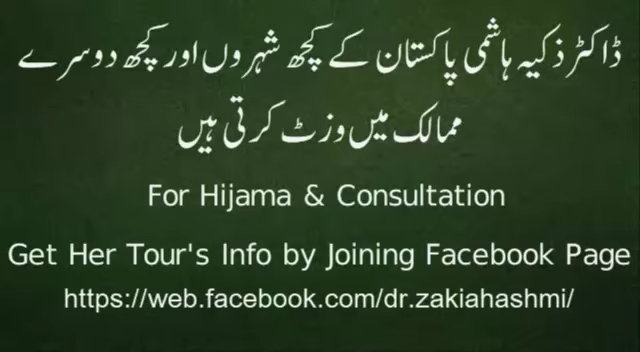 ڈاکٹر ذکیہ ہاشمی پاکستان کے کچھ شہروں اور کچھ دوسرے
ممالک میں وزٹ کرتی ہیں
For Hijama & Consultation
Get Her Tour's Info by Joining Facebook Page
https://web.facebook.com/dr.zakiahashmi/